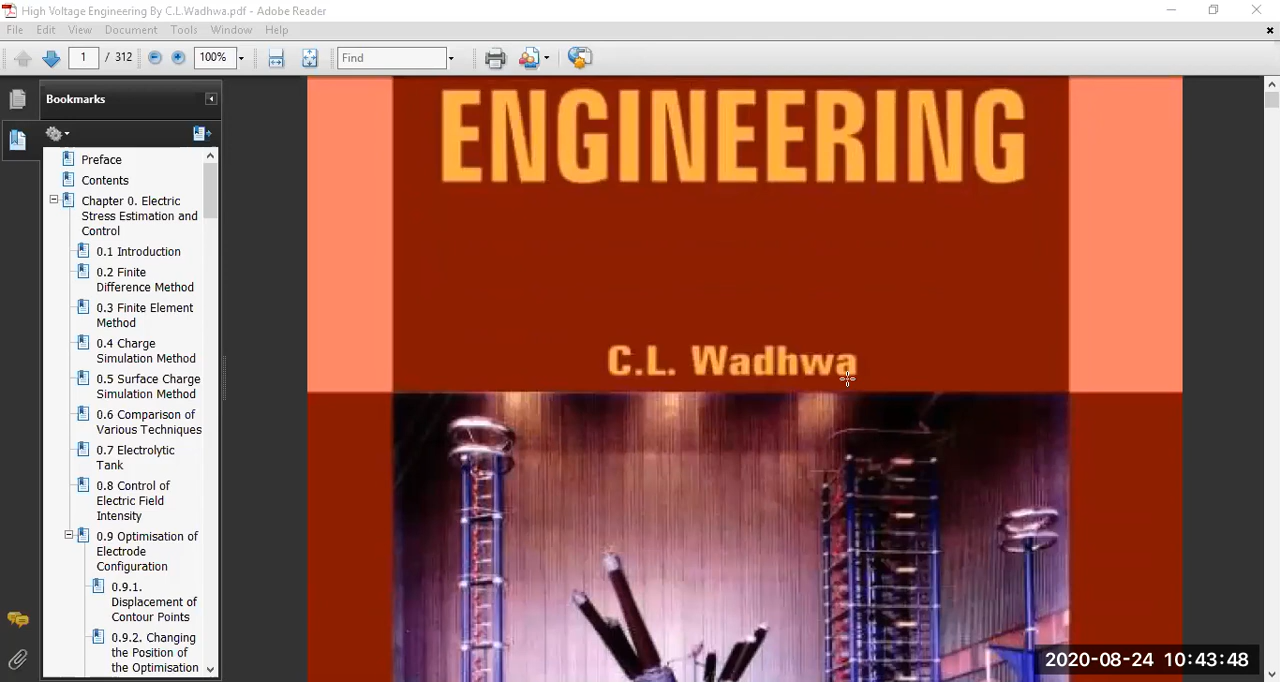 High Voltage Engineering By C.L.Wadhwa.pdf - Adobe Reader
File Edit View Document Tools Window Help
1 / 312 100% Find
Bookmarks
Preface
Contents
Chapter 0. Electric
Stress Estimation and
Control
0.1 Introduction
0.2 Finite
Difference Method
0.3 Finite Element
Method
0.4 Charge
Simulation Method
0.5 Surface Charge
Simulation Method
0.6 Comparison of
Various Techniques
0.7 Electrolytic
Tank
0.8 Control of
Electric Field
Intensity
0.9 Optimisation of
Electrode
Configuration
0.9.1.
Displacement of
Contour Points
0.9.2. Changing
the Position of
the Optimisation
ENGINEERING
C.L. Wadhwa
2020-08-24 10:43:48